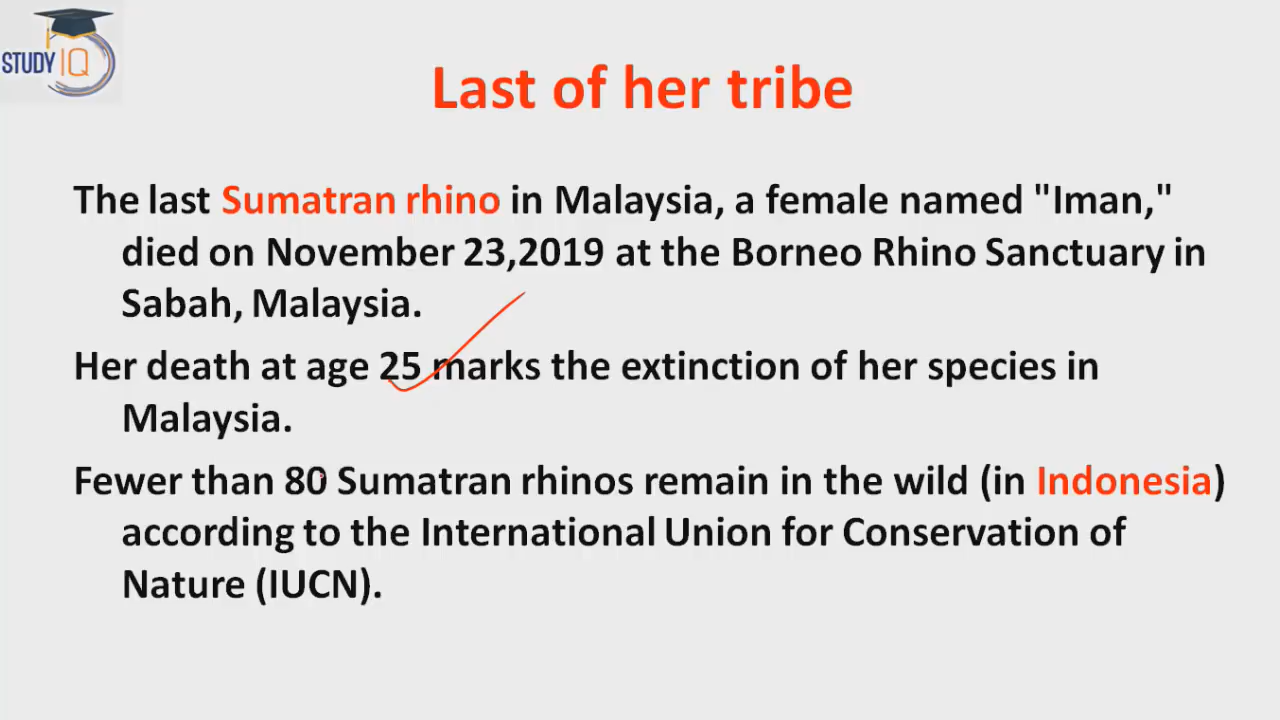 STUDY IQ
Last of her tribe
The last Sumatran rhino in Malaysia, a female named "Iman,"
died on November 23,2019 at the Borneo Rhino Sanctuary in
Sabah, Malaysia.
Her death at age 25 marks the extinction of her species in
Malaysia.
Fewer than 80 Sumatran rhinos remain in the wild (in Indonesia)
according to the International Union for Conservation of
Nature (IUCN).